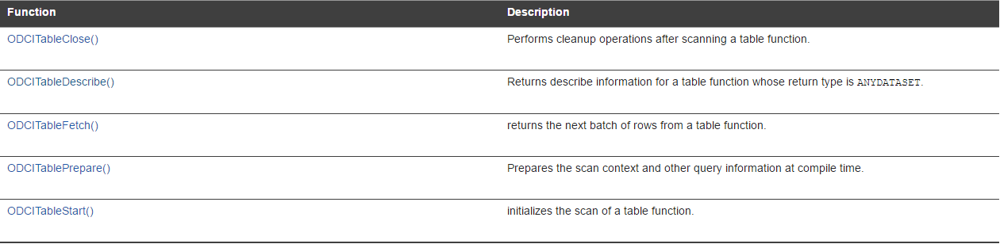 Function Description
ODCITableClose() Performs cleanup operations after scanning a table function.
ODCITableDescribe() Returns describe information for a table function whose return type is ANYDATASET.
ODCITableFetch() returns the next batch of rows from a table function.
ODCITablePrepare() Prepares the scan context and other query information at compile time.
ODCITableStart() initializes the scan of a table function.